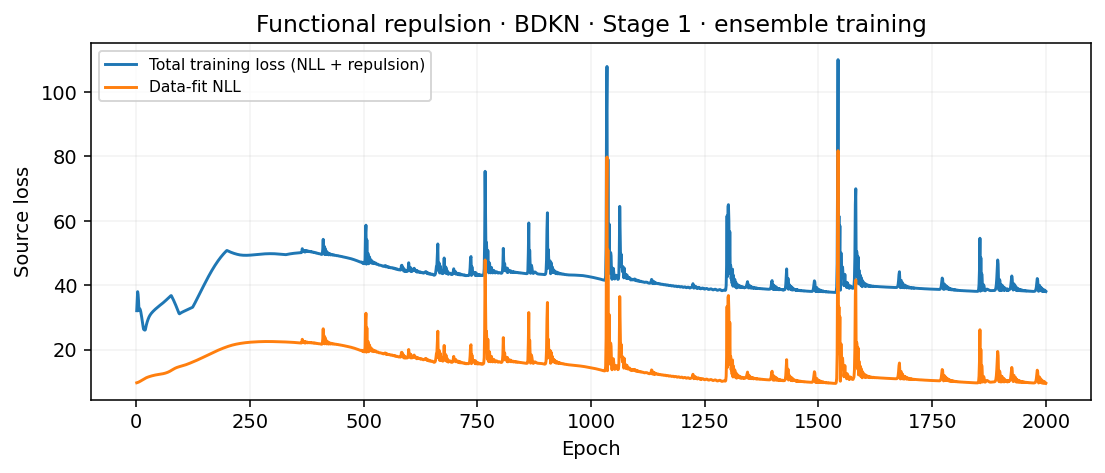 Functional repulsion · BDKN · Stage 1 · ensemble training
Total training loss (NLL + repulsion)
Data-fit NLL
Source loss
100
80
60
40
20
0 250 500 750 1000 1250 1500 1750 2000
Epoch